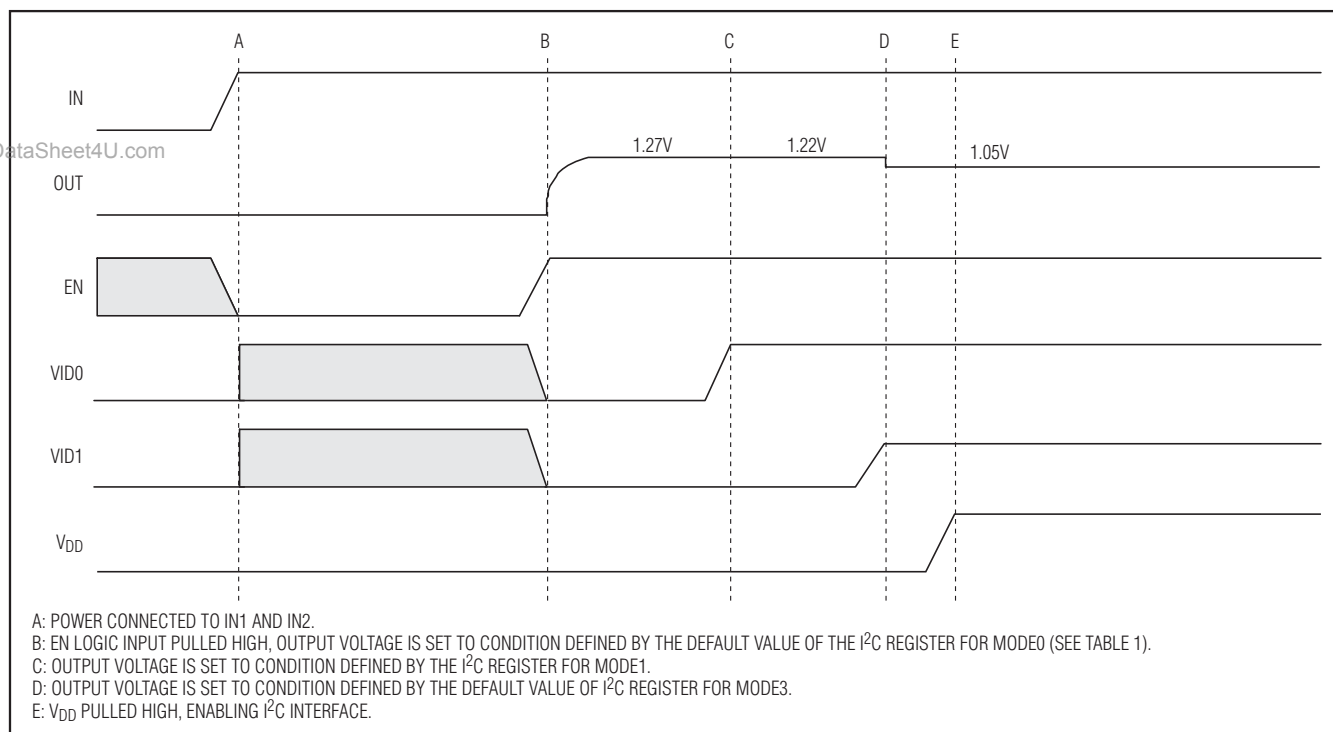 A B C D E
IN
DataSheet4U.com
1.27V 1.22V 1.05V
OUT
EN
VID0
VID1
VDD
A: POWER CONNECTED TO IN1 AND IN2.
B: EN LOGIC INPUT PULLED HIGH, OUTPUT VOLTAGE IS SET TO CONDITION DEFINED BY THE DEFAULT VALUE OF THE I2C REGISTER FOR MODE0 (SEE TABLE 1).
C: OUTPUT VOLTAGE IS SET TO CONDITION DEFINED BY THE I2C REGISTER FOR MODE1.
D: OUTPUT VOLTAGE IS SET TO CONDITION DEFINED BY THE DEFAULT VALUE OF I2C REGISTER FOR MODE3.
E: VDD PULLED HIGH, ENABLING I2C INTERFACE.